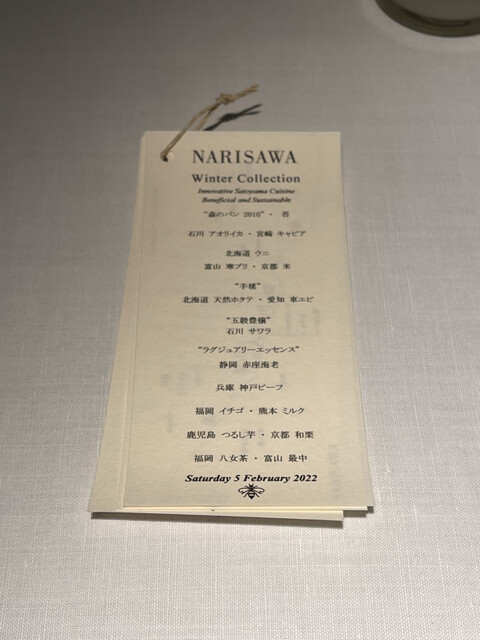 NARISAWA
Winter Collection
Innovative Satoyama Cuisine
Beneficial and Sustainable
"森のパン 2010"・ 苔
石川 アオリイカ・宮崎 キャビア
北海道 ウニ
富山 寒ブリ・京都 米
"手毬"
北海道 天然ホタテ・愛知 車エビ
"五穀豊穣"
石川 サワラ
"ラグジュアリーエッセンス"
静岡 赤座海老
兵庫 神戸ビーフ
福岡 イチゴ・熊本 ミルク
鹿児島 つるし芋・京都 和栗
福岡 八女茶・富山 最中
Saturday 5 February 2022